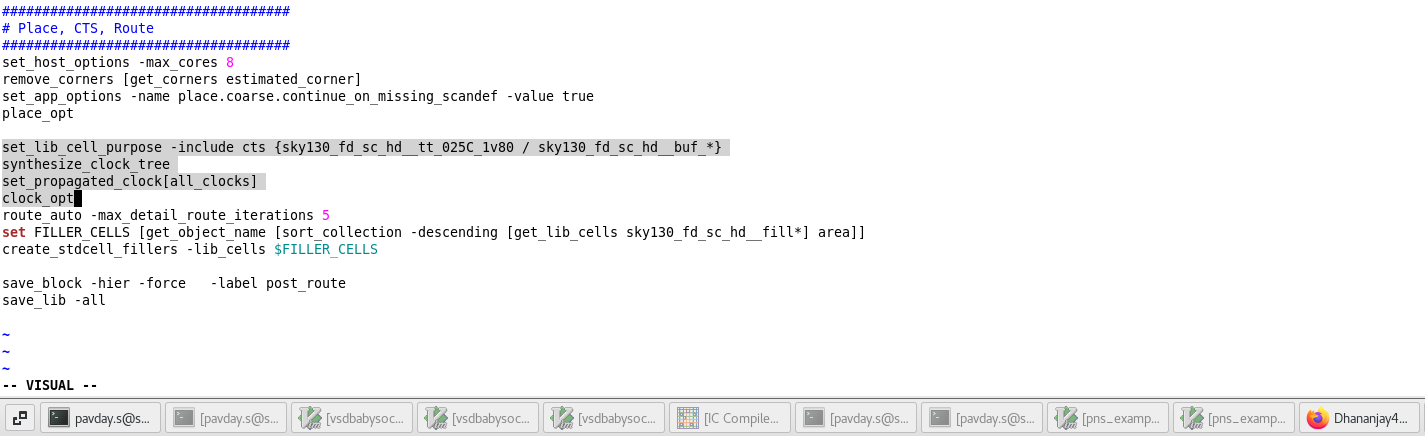 ####################################
# Place, CTS, Route
####################################
set_host_options -max_cores 8
remove_corners [get_corners estimated_corner]
set_app_options -name place.coarse.continue_on_missing_scandef -value true
place_opt
set_lib_cell_purpose -include cts {sky130_fd_sc_hd__tt_025C_1v80 / sky130_fd_sc_hd__buf_*}
synthesize_clock_tree
set_propagated_clock[all_clocks]
clock_opt
route_auto -max_detail_route_iterations 5
set FILLER_CELLS [get_object_name [sort_collection -descending [get_lib_cells sky130_fd_sc_hd__fill*] area]]
create_stdcell_fillers -lib_cells $FILLER_CELLS
save_block -hier -force   -label post_route
save_lib -all
~
~
~
-- VISUAL --
pavday.s@s... [pavday.s@s... [vsdbabysoc... [vsdbabysoc... [vsdbabysoc... [IC Compile... [pavday.s@s... [pavday.s@s... [pns_examp... [pns_examp... Dhananjay4...